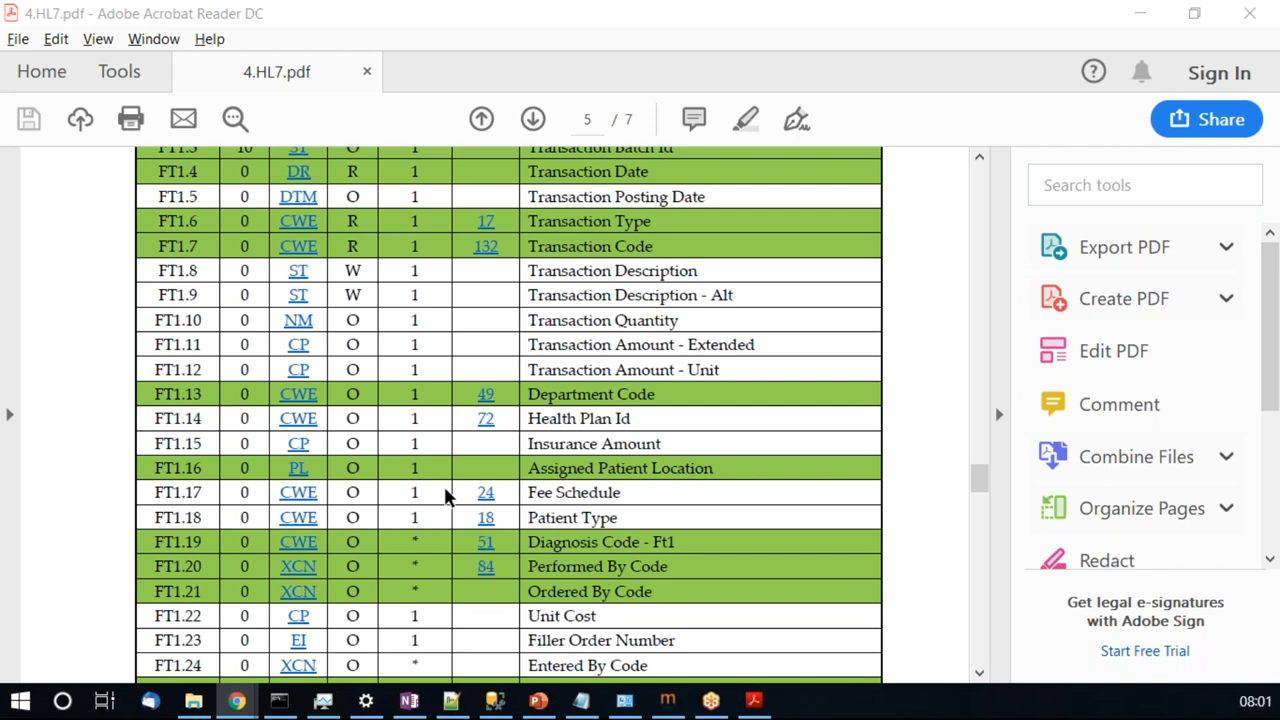 4.HL7.pdf - Adobe Acrobat Reader DC
File Edit View Window Help
Home Tools 4.HL7.pdf × Sign In
5 / 7 Share
FT1.3 10 ST O 1 Transaction Batch Id
FT1.4 0 DR R 1 Transaction Date
FT1.5 0 DTM O 1 Transaction Posting Date
FT1.6 0 CWE R 1 17 Transaction Type
FT1.7 0 CWE R 1 132 Transaction Code
FT1.8 0 ST W 1 Transaction Description
FT1.9 0 ST W 1 Transaction Description - Alt
FT1.10 0 NM O 1 Transaction Quantity
FT1.11 0 CP O 1 Transaction Amount - Extended
FT1.12 0 CP O 1 Transaction Amount - Unit
FT1.13 0 CWE O 1 49 Department Code
FT1.14 0 CWE O 1 72 Health Plan Id
FT1.15 0 CP O 1 Insurance Amount
FT1.16 0 PL O 1 Assigned Patient Location
FT1.17 0 CWE O 1 24 Fee Schedule
FT1.18 0 CWE O 1 18 Patient Type
FT1.19 0 CWE O * 51 Diagnosis Code - Ft1
FT1.20 0 XCN O * 84 Performed By Code
FT1.21 0 XCN O * Ordered By Code
FT1.22 0 CP O 1 Unit Cost
FT1.23 0 EI O 1 Filler Order Number
FT1.24 0 XCN O * Entered By Code
Search tools
Export PDF
Create PDF
Edit PDF
Comment
Combine Files
Organize Pages
Redact
Get legal e-signatures
with Adobe Sign
Start Free Trial
08:01